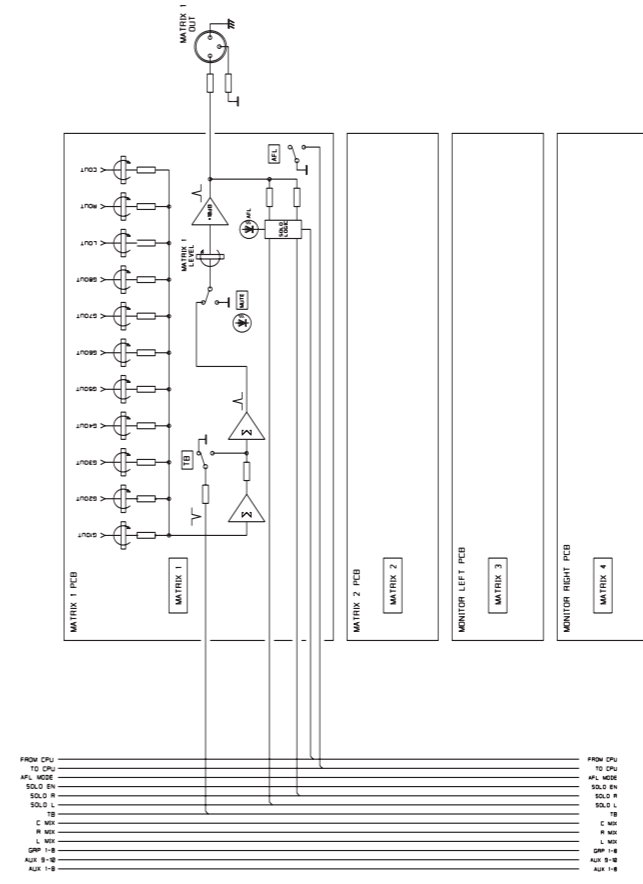 MATRIX 1
OUT
COUT
ROUT
LOUT
G8OUT
G7OUT
G6OUT
G5OUT
G4OUT
G3OUT
G2OUT
G1OUT
AFL
+10dB
AFL
SOLO
LOGIC
MATRIX 1
LEVEL
MUTE
Σ
TB
Σ
MATRIX 1 PCB
MATRIX 1
MATRIX 2 PCB
MATRIX 2
MONITOR LEFT PCB
MATRIX 3
MONITOR RIGHT PCB
MATRIX 4
FROM CPU
TO CPU
AFL MODE
SOLO EN
SOLO R
SOLO L
TB
C MIX
R MIX
L MIX
GRP 1-8
AUX 9-10
AUX 1-8
FROM CPU
TO CPU
AFL MODE
SOLO EN
SOLO R
SOLO L
TB
C MIX
R MIX
L MIX
GRP 1-8
AUX 9-10
AUX 1-8